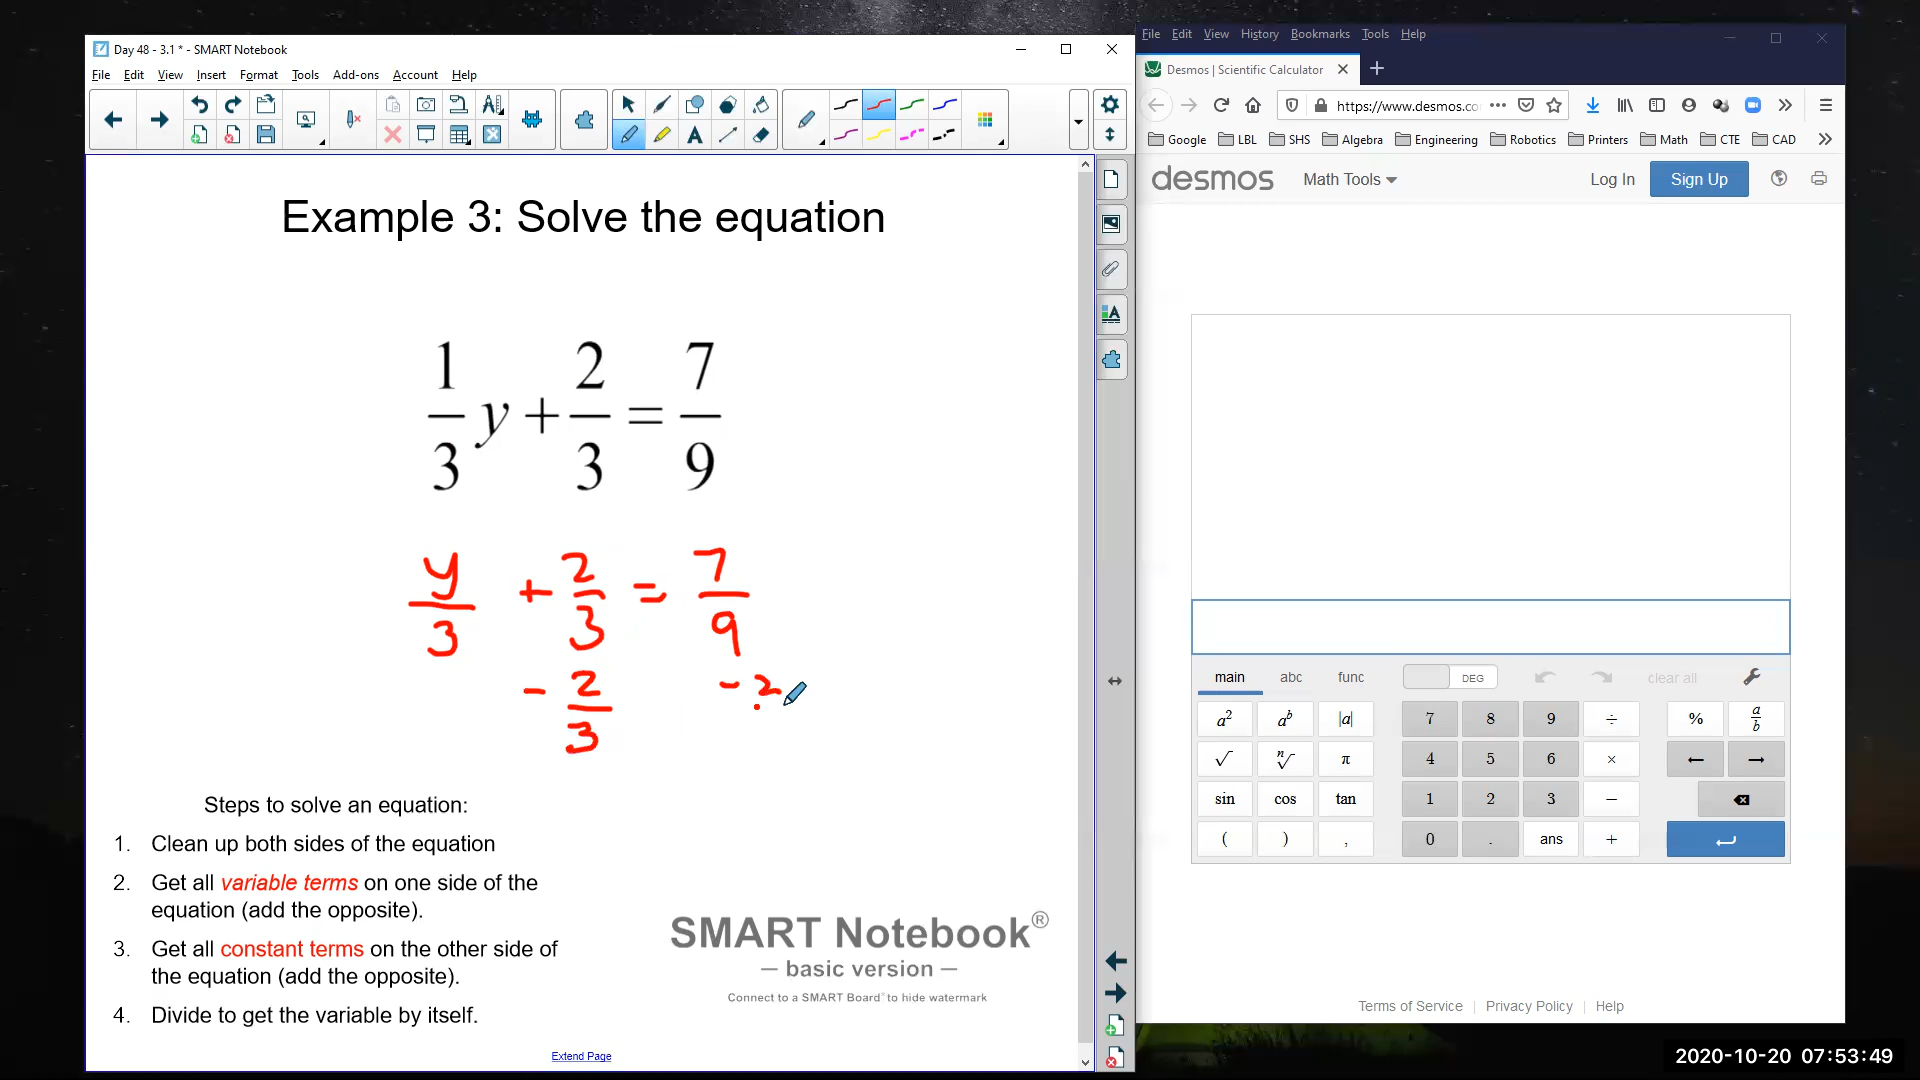 Day 48 - 3.1 * - SMART Notebook
File Edit View Insert Format Tools Add-ons Account Help
Example 3: Solve the equation
1/3 y + 2/3 = 7/9
y/3 + 2/3 = 7/9
- 2/3 - 2
Steps to solve an equation:
1. Clean up both sides of the equation
2. Get all variable terms on one side of the
equation (add the opposite).
3. Get all constant terms on the other side of
the equation (add the opposite).
4. Divide to get the variable by itself.
SMART Notebook®
— basic version —
Connect to a SMART Board® to hide watermark
Extend Page
File Edit View History Bookmarks Tools Help
Desmos | Scientific Calculator
https://www.desmos.co
Google LBL SHS Algebra Engineering Robotics Printers Math CTE CAD
desmos Math Tools Log In Sign Up
main abc func DEG clear all
a² aᵇ |a| 7 8 9 ÷ % a/b
√ ⁿ√ π 4 5 6 × ← →
sin cos tan 1 2 3 −
( ) , 0 . ans +
Terms of Service | Privacy Policy | Help
2020-10-20 07:53:49